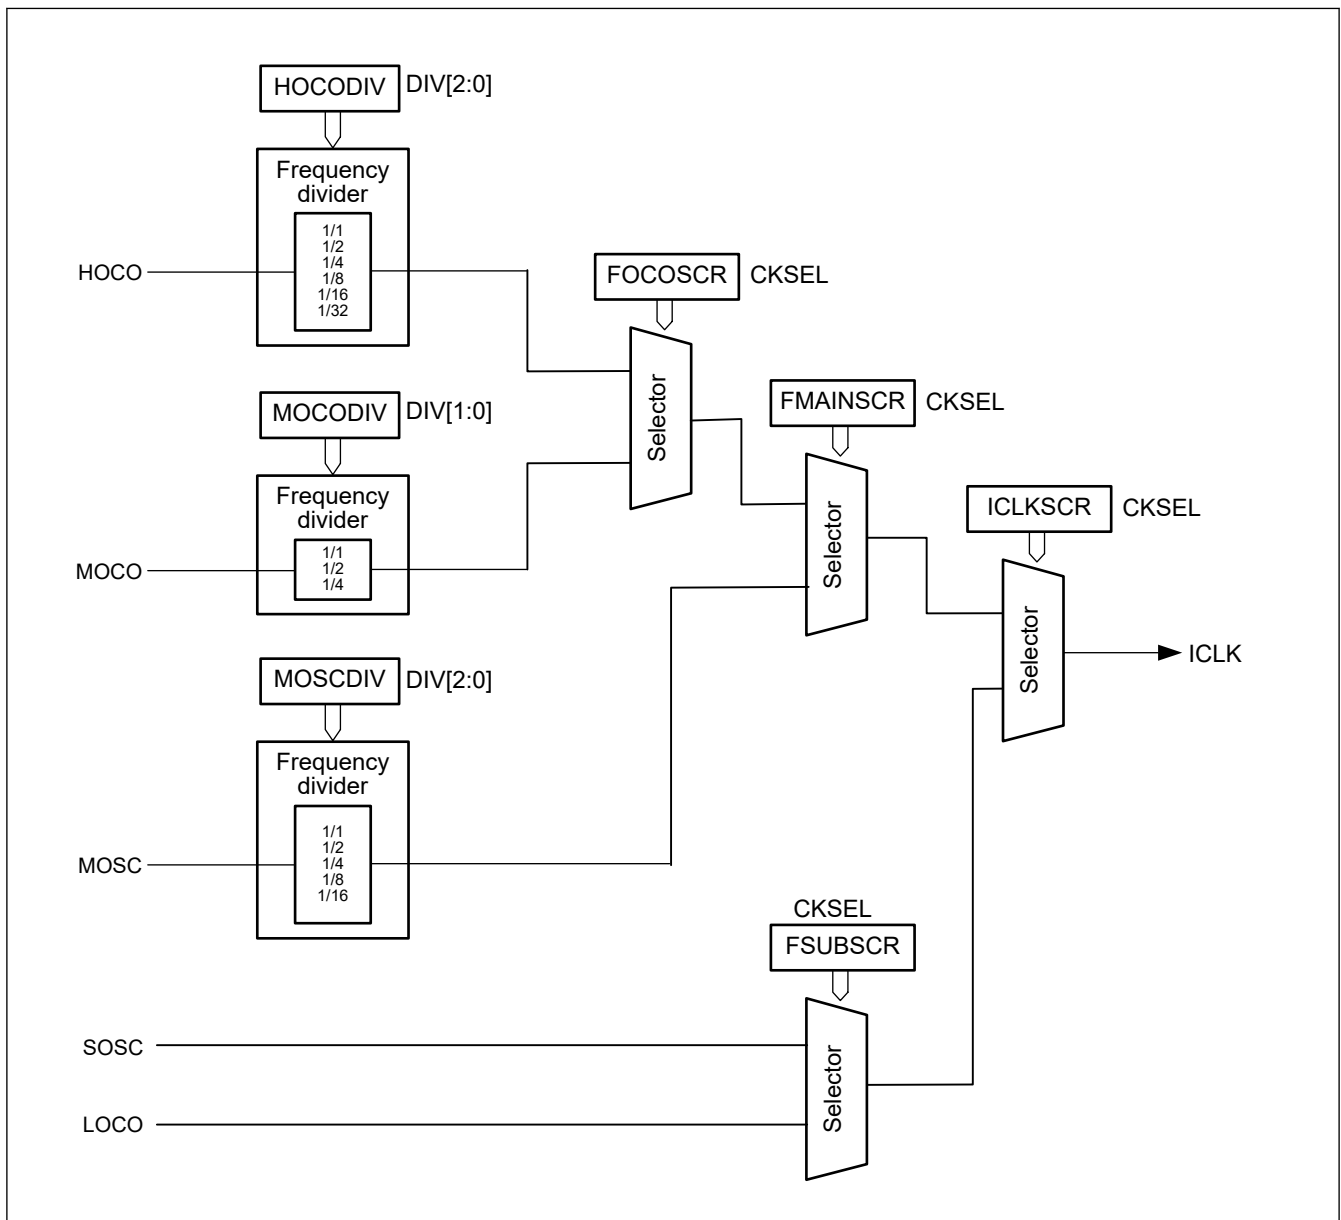 HOCODIV DIV[2:0]
Frequency
divider
1/1
1/2
1/4
1/8
1/16
1/32
HOCO
FOCOSCR CKSEL
Selector
MOCODIV DIV[1:0]
Frequency
divider
1/1
1/2
1/4
MOCO
FMAINSCR CKSEL
Selector
ICLKSCR CKSEL
Selector
ICLK
MOSCDIV DIV[2:0]
Frequency
divider
1/1
1/2
1/4
1/8
1/16
MOSC
CKSEL
FSUBSCR
Selector
SOSC
LOCO